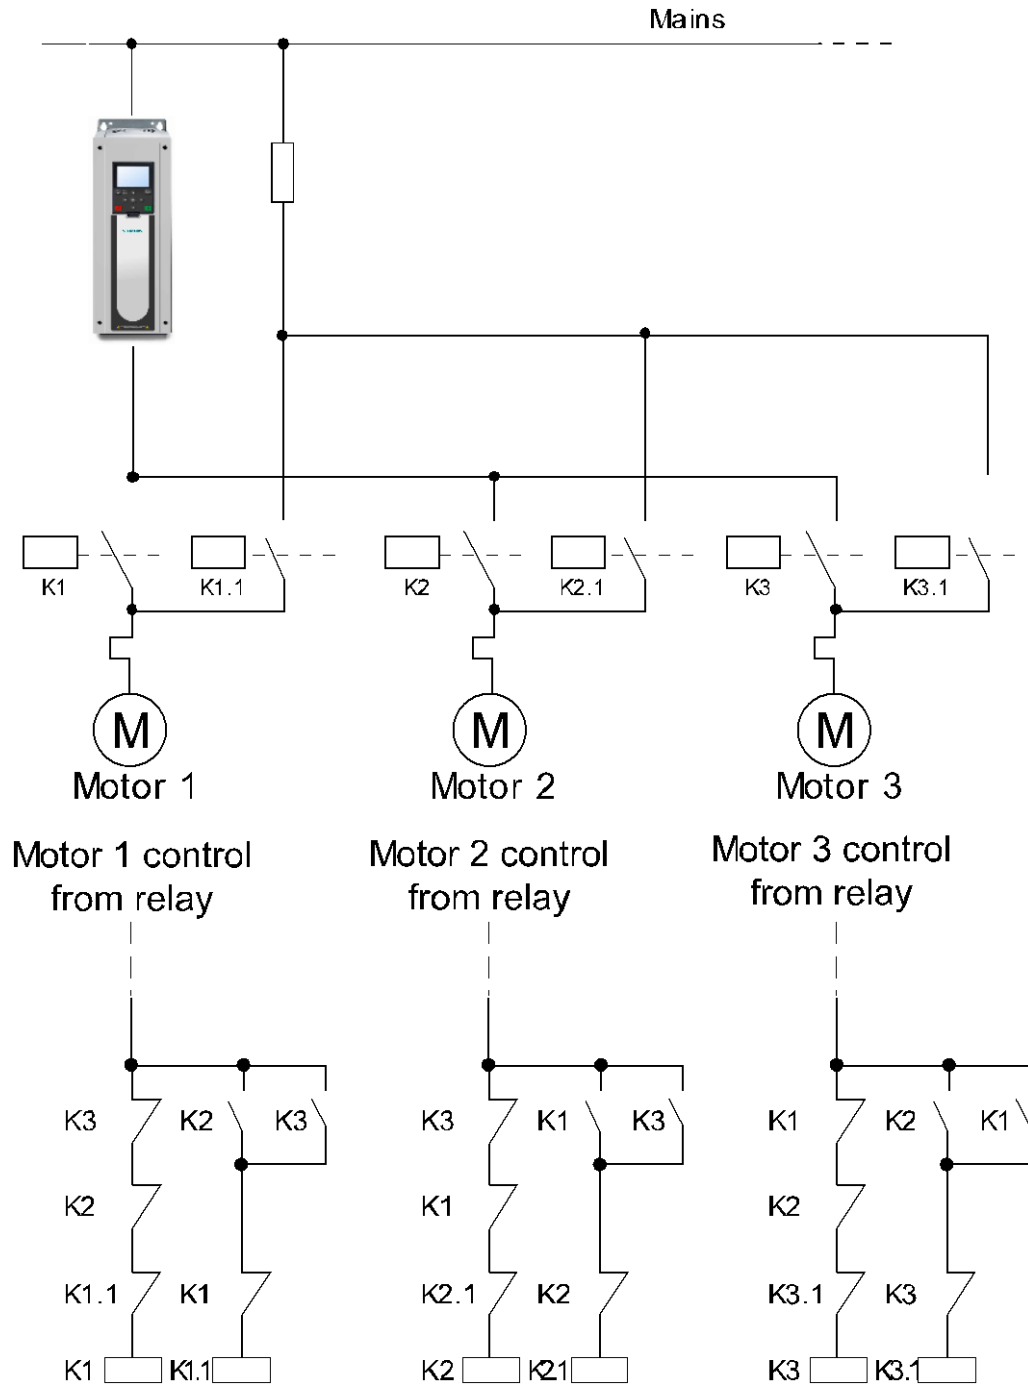 Mains
K1 K1.1 K2 K2.1 K3 K3.1
M M M
Motor 1 Motor 2 Motor 3
Motor 1 control
from relay
Motor 2 control
from relay
Motor 3 control
from relay
K3 K2 K3 K3 K1 K3 K1 K2 K1
K2 K1 K2
K1.1 K1 K2.1 K2 K3.1 K3
K1 K1.1 K2 K21 K3 K3.1